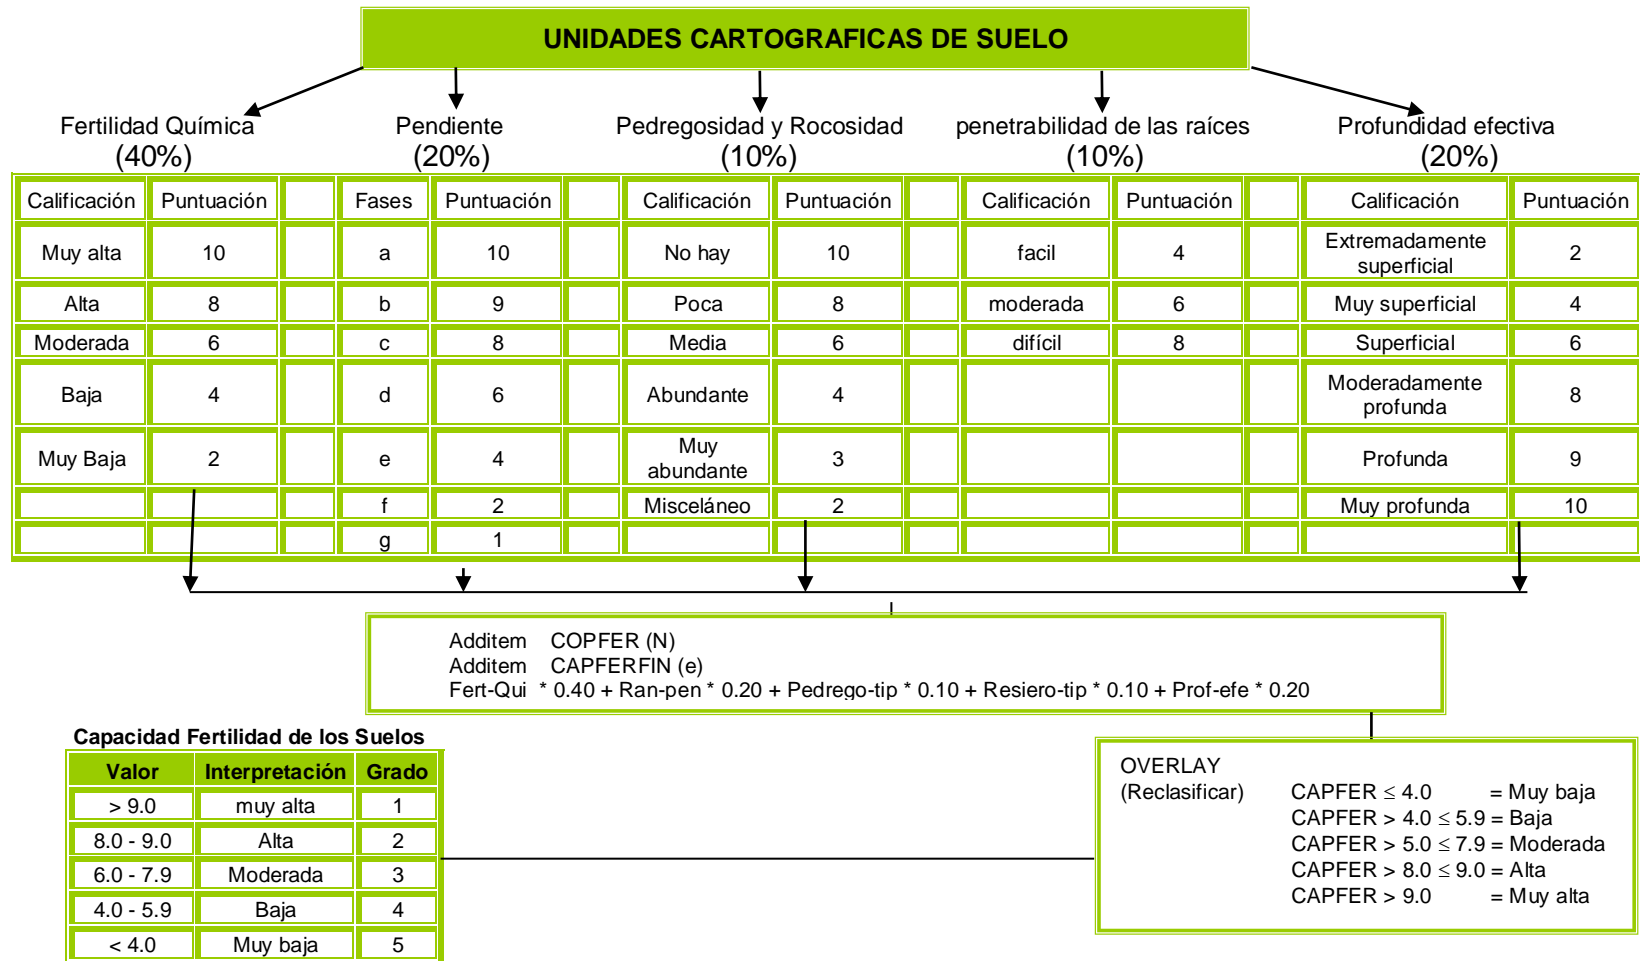 UNIDADES CARTOGRAFICAS DE SUELO
Fertilidad Química Pendiente Pedregosidad y Rocosidad penetrabilidad de las raíces Profundidad efectiva
(40%) (20%) (10%) (10%) (20%)
Calificación Puntuación Fases Puntuación Calificación Puntuación Calificación Puntuación Calificación Puntuación
Muy alta 10 a 10 No hay 10 facil 4 Extremadamente superficial 2
Alta 8 b 9 Poca 8 moderada 6 Muy superficial 4
Moderada 6 c 8 Media 6 difícil 8 Superficial 6
Baja 4 d 6 Abundante 4 Moderadamente profunda 8
Muy Baja 2 e 4 Muy abundante 3 Profunda 9
f 2 Misceláneo 2 Muy profunda 10
g 1
Additem COPFER (N)
Additem CAPFERFIN (e)
Fert-Qui * 0.40 + Ran-pen * 0.20 + Pedrego-tip * 0.10 + Resiero-tip * 0.10 + Prof-efe * 0.20
Capacidad Fertilidad de los Suelos
Valor Interpretación Grado
> 9.0 muy alta 1
8.0 - 9.0 Alta 2
6.0 - 7.9 Moderada 3
4.0 - 5.9 Baja 4
< 4.0 Muy baja 5
OVERLAY
(Reclasificar) CAPFER ≤ 4.0 = Muy baja
CAPFER > 4.0 ≤ 5.9 = Baja
CAPFER > 5.0 ≤ 7.9 = Moderada
CAPFER > 8.0 ≤ 9.0 = Alta
CAPFER > 9.0 = Muy alta